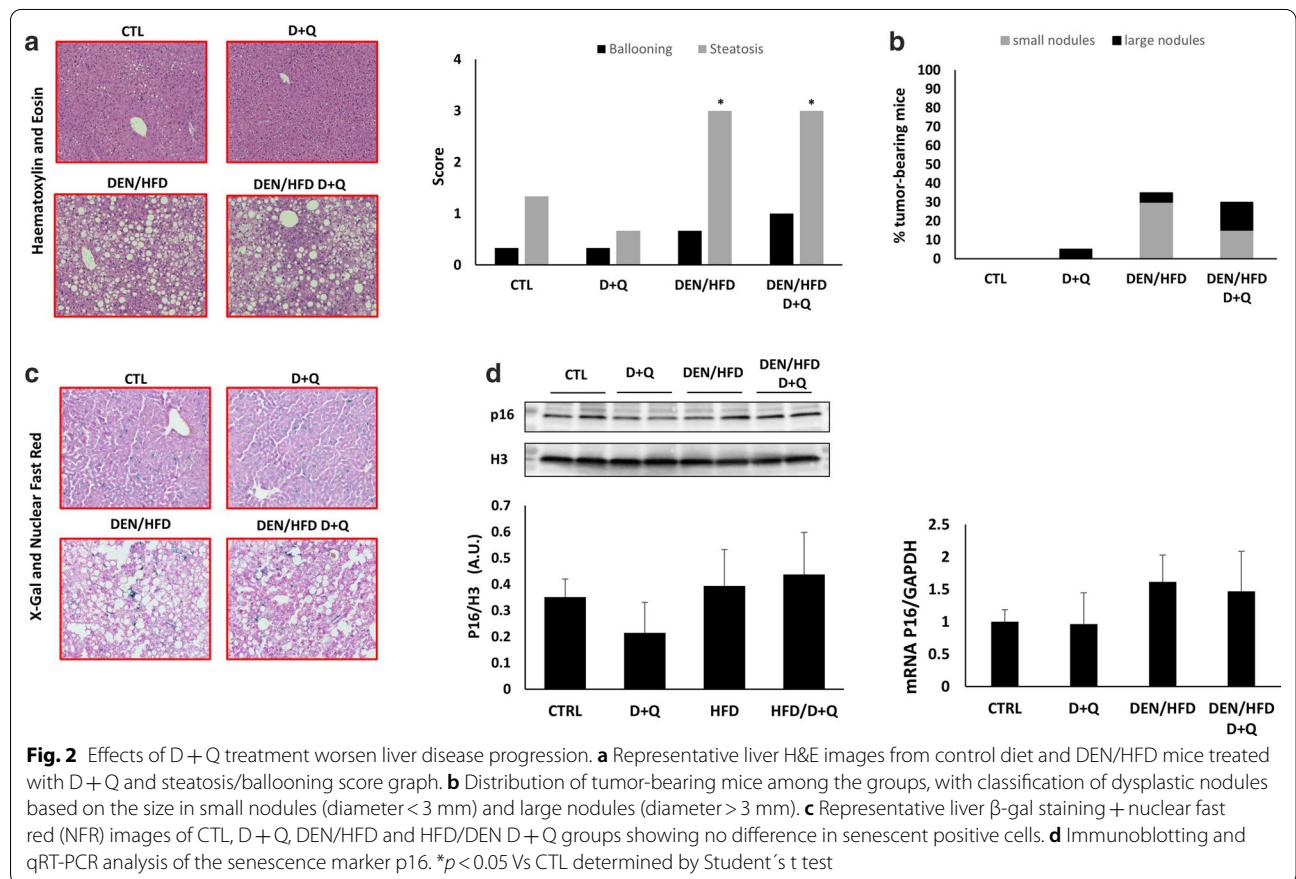 a
CTL
D+Q
Haematoxylin and Eosin
DEN/HFD
DEN/HFD D+Q
Ballooning
Steatosis
Score
4
3
2
1
0
*
*
CTL
D+Q
DEN/HFD
DEN/HFD
D+Q
b
small nodules
large nodules
% tumor-bearing mice
100
90
80
70
60
50
40
30
20
10
0
CTL
D+Q
DEN/HFD
DEN/HFD
D+Q
c
CTL
D+Q
X-Gal and Nuclear Fast Red
DEN/HFD
DEN/HFD D+Q
d
CTL
D+Q
DEN/HFD
DEN/HFD
D+Q
p16
H3
P16/H3 (A.U.)
0.7
0.6
0.5
0.4
0.3
0.2
0.1
0
CTRL
D+Q
HFD
HFD/D+Q
mRNA P16/GAPDH
2.5
2
1.5
1
0.5
0
CTRL
D+Q
DEN/HFD
DEN/HFD
D+Q
Fig. 2 Effects of D + Q treatment worsen liver disease progression. a Representative liver H&E images from control diet and DEN/HFD mice treated
with D + Q and steatosis/ballooning score graph. b Distribution of tumor-bearing mice among the groups, with classification of dysplastic nodules
based on the size in small nodules (diameter < 3 mm) and large nodules (diameter > 3 mm). c Representative liver β-gal staining + nuclear fast
red (NFR) images of CTL, D + Q, DEN/HFD and HFD/DEN D + Q groups showing no difference in senescent positive cells. d Immunoblotting and
qRT-PCR analysis of the senescence marker p16. *p < 0.05 Vs CTL determined by Student´s t test